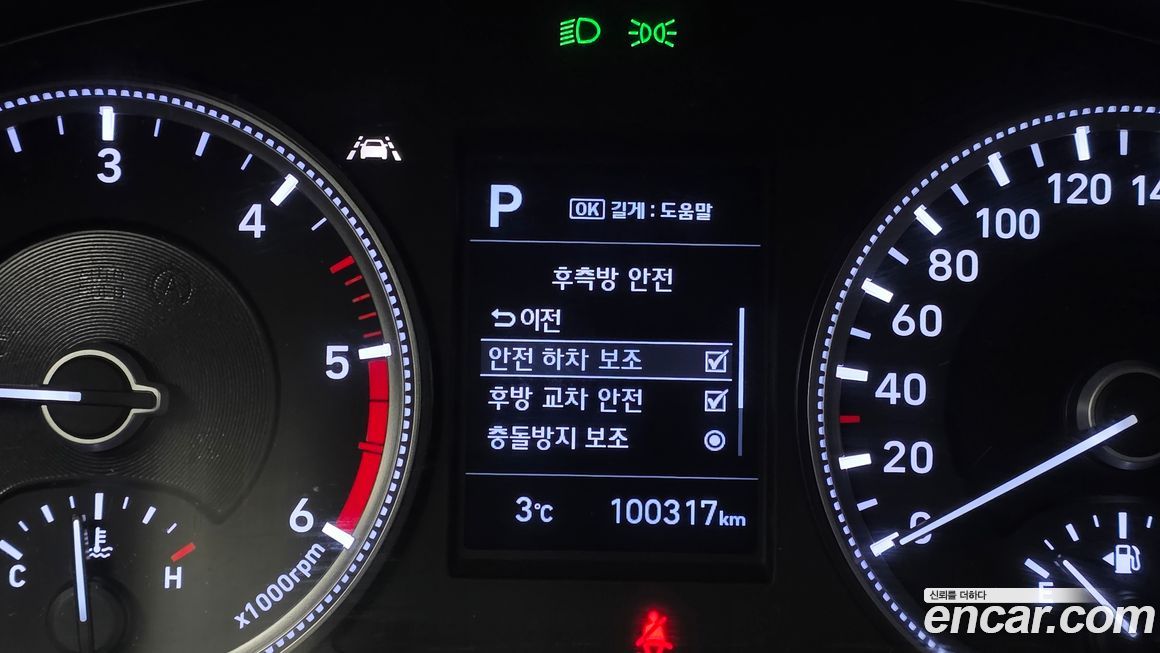 3
4
5
6
x1000rpm
C
H
P
OK 길게 : 도움말
후측방 안전
이전
안전 하차 보조
후방 교차 안전
충돌방지 보조
3℃
100317km
0
20
40
60
80
100
120
14
E
신뢰를 더하다
encar.com